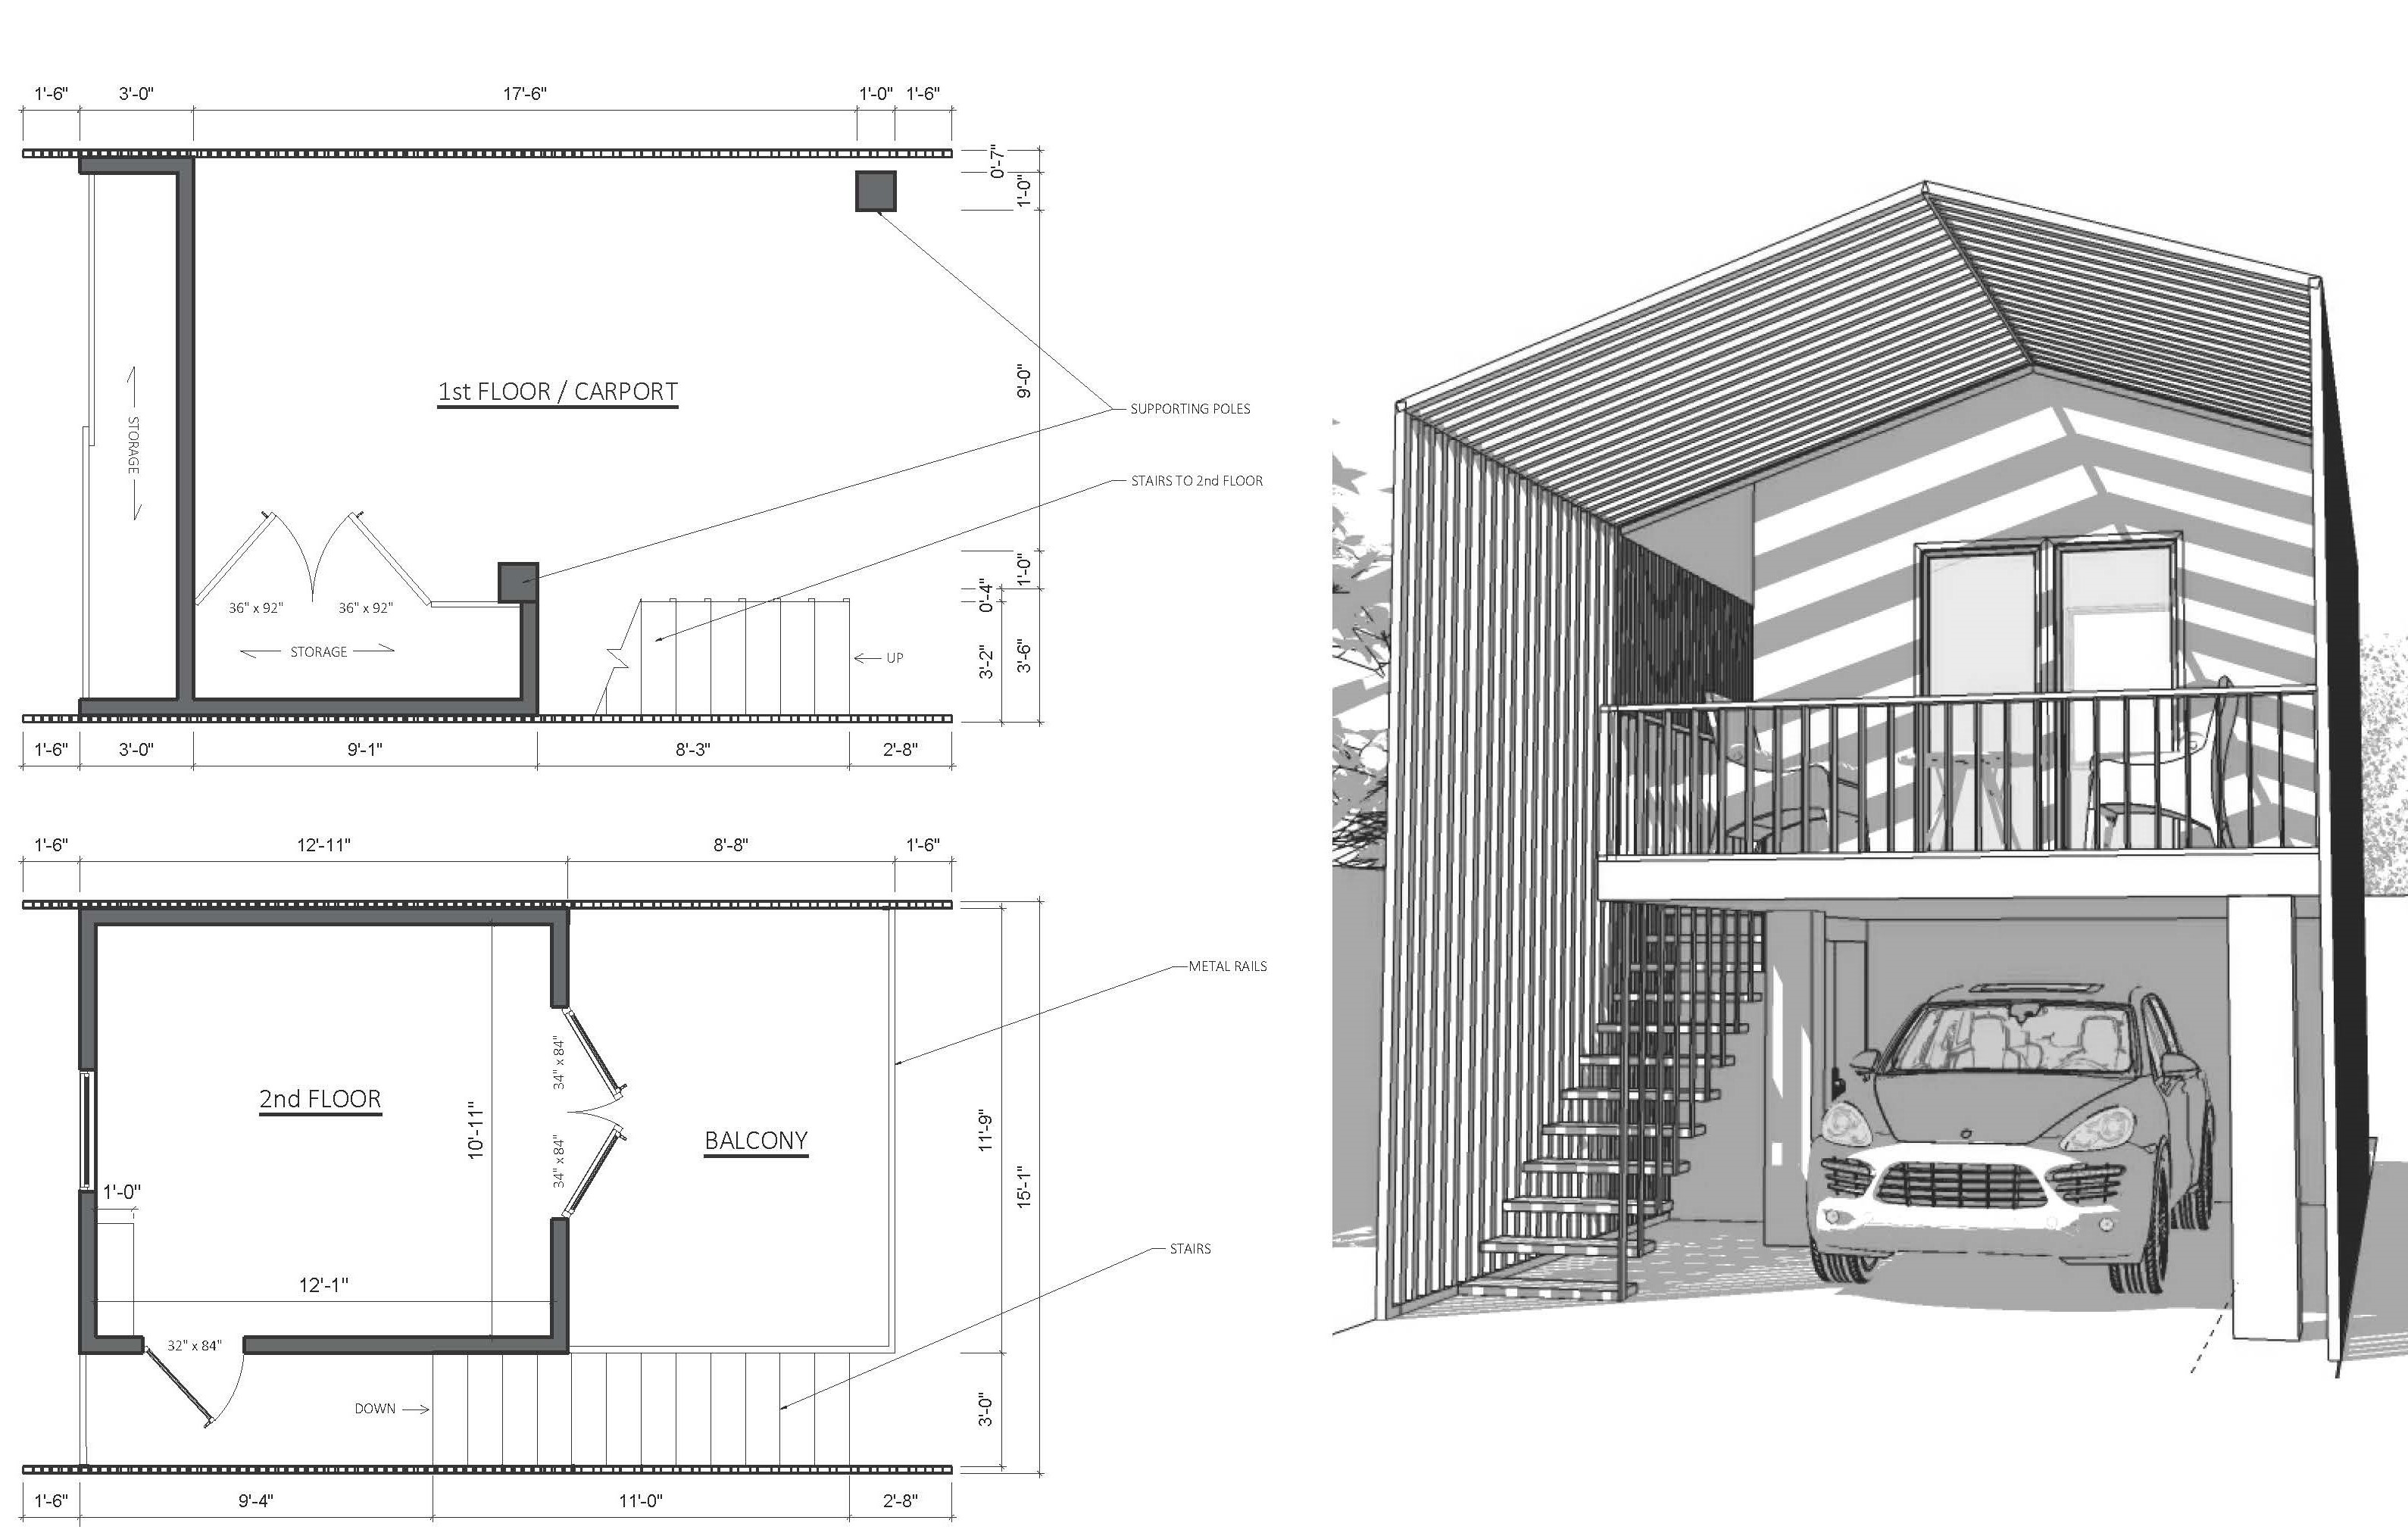 1'-6" 3'-0" 17'-6" 1'-0" 1'-6"
0'-7"
1'-0"
9'-0"
1'-0"
0'-4"
3'-2"
3'-6"
STORAGE
1st FLOOR / CARPORT
SUPPORTING POLES
STAIRS TO 2nd FLOOR
36" x 92" 36" x 92"
STORAGE
UP
1'-6" 3'-0" 9'-1" 8'-3" 2'-8"
1'-6" 12'-11" 8'-8" 1'-6"
METAL RAILS
34" x 84"
34" x 84"
2nd FLOOR
10'-11"
BALCONY
11'-9"
15'-1"
1'-0"
STAIRS
12'-1"
32" x 84"
DOWN
3'-0"
1'-6" 9'-4" 11'-0" 2'-8"